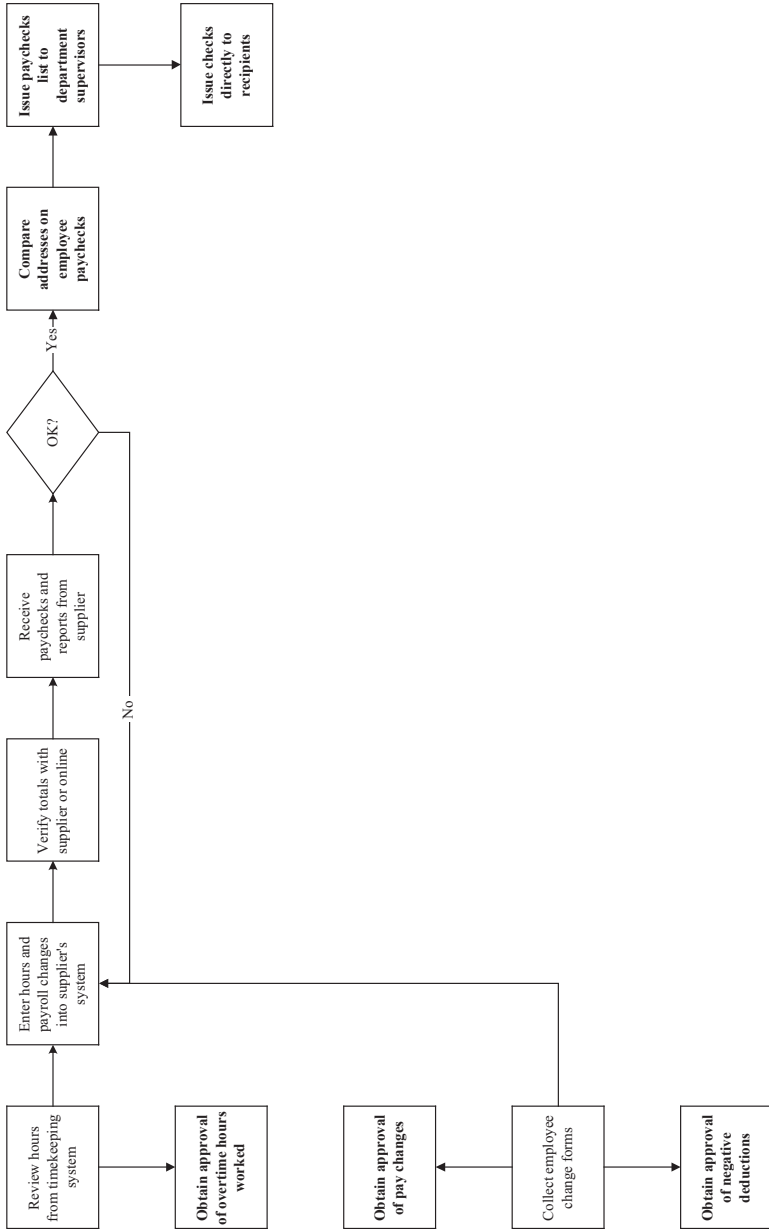 Review hours
from timekeeping
system
Enter hours and
payroll changes
into supplier's
system
Verify totals with
supplier or online
Receive
paychecks and
reports from
supplier
OK?
Yes
Compare
addresses on
employee
paychecks
Issue paychecks
list to
department
supervisors
No
Obtain approval
of overtime hours
worked
Issue checks
directly to
recipients
Obtain approval
of pay changes
Collect employee
change forms
Obtain approval
of negative
deductions